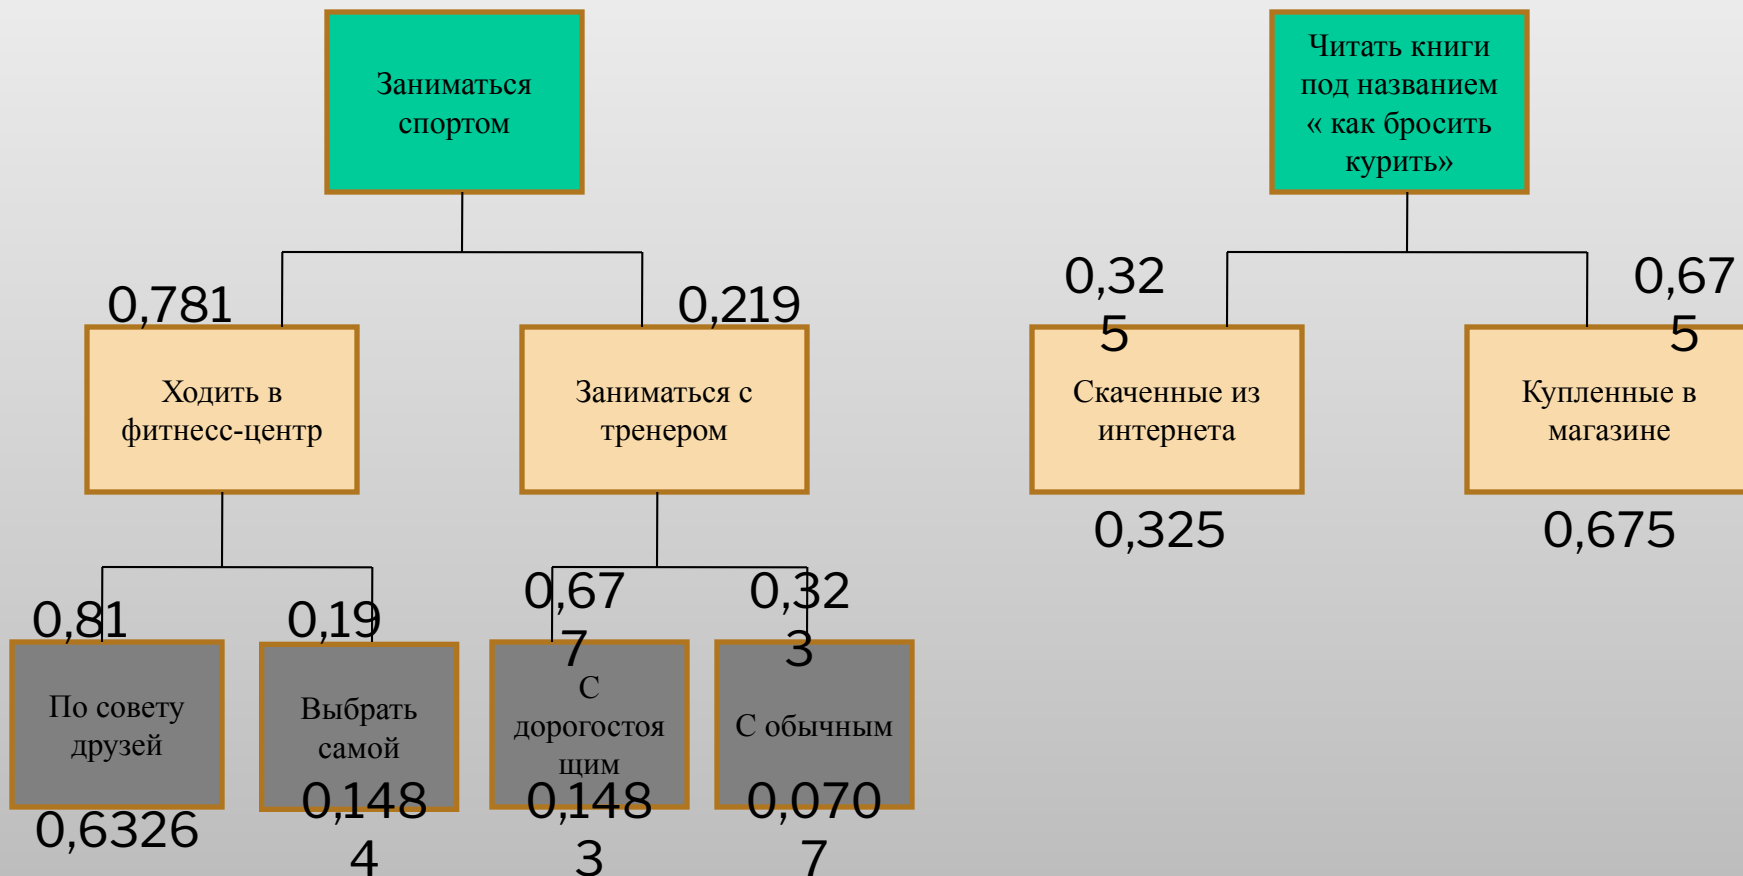 Заниматься
спортом
Читать книги
под названием
« как бросить
курить»
0,781
0,219
0,32
5
0,67
5
Ходить в
фитнесс-центр
Заниматься с
тренером
Скаченные из
интернета
Купленные в
магазине
0,325
0,675
0,81
0,19
0,67
7
0,32
3
По совету
друзей
Выбрать
самой
С
дорогостоя
щим
С обычным
0,6326
0,148
4
0,148
3
0,070
7